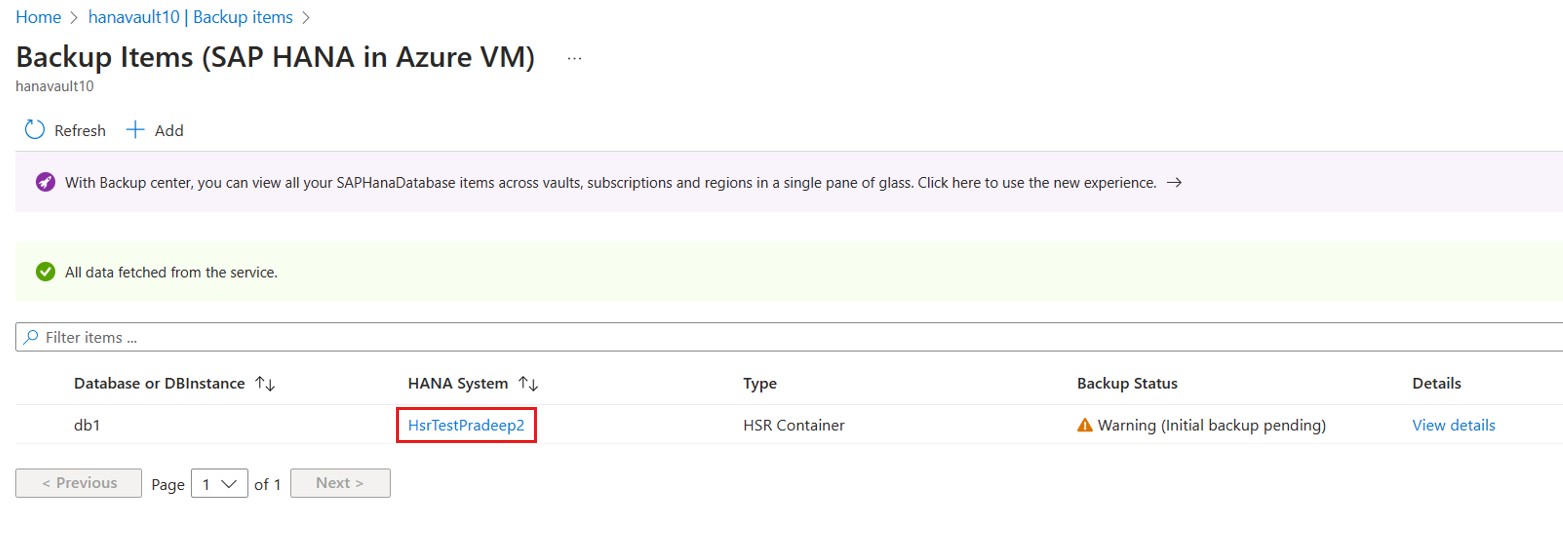 Home > hanavault10 | Backup items >
Backup Items (SAP HANA in Azure VM) ...
hanavault10
Refresh + Add
With Backup center, you can view all your SAPHanaDatabase items across vaults, subscriptions and regions in a single pane of glass. Click here to use the new experience. →
All data fetched from the service.
Filter items ...
Database or DBInstance ↑↓ HANA System ↑↓ Type Backup Status Details
db1 HsrTestPradeep2 HSR Container Warning (Initial backup pending) View details
< Previous Page 1 of 1 Next >